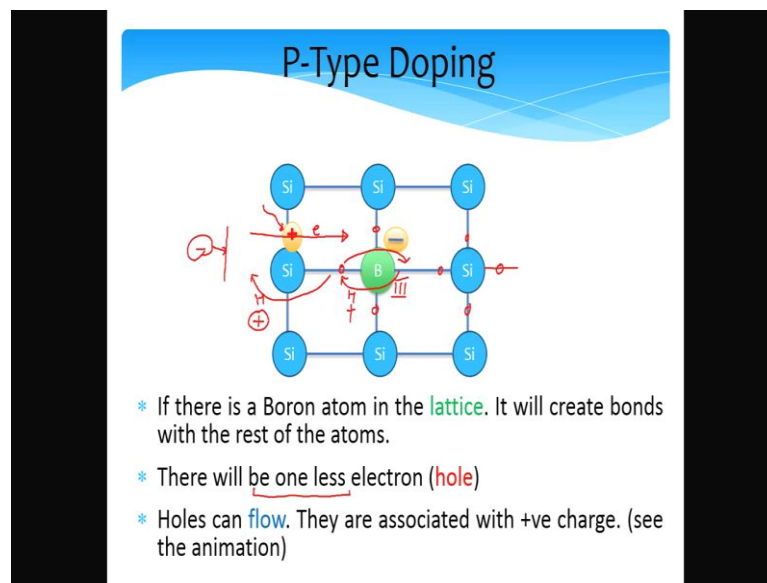 P-Type Doping
Si Si Si
+ e
−
Si B Si
H H III
+ +
Si Si Si
* If there is a Boron atom in the lattice. It will create bonds
with the rest of the atoms.
* There will be one less electron (hole)
* Holes can flow. They are associated with +ve charge. (see
the animation)